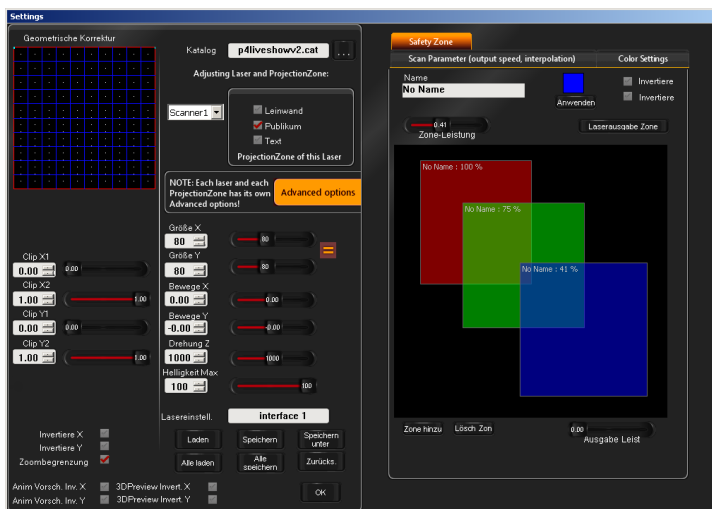 Settings
Geometrische Korrektur
Katalog
p4liveshowv2.cat
...
Adjusting Laser and ProjectionZone:
Scanner1
Leinwand
Publikum
Text
ProjectionZone of this Laser
NOTE: Each laser and each
ProjectionZone has its own
Advanced options!
Advanced options
Größe X
80
80
Größe Y
80
80
=
Bewege X
0.00
0.00
Bewege Y
-0.00
-0.00
Drehung Z
1000
1000
Helligkeit Max
100
100
Clip X1
0.00
0.00
Clip X2
1.00
1.00
Clip Y1
0.00
0.00
Clip Y2
1.00
1.00
Lasereinstell.
interface 1
Invertiere X
Invertiere Y
Zoombegrenzung
Laden
Speichern
Speichern
unter
Alle laden
Alle
speichern
Zurücks.
Anim Vorsch. Inv. X
3DPreview Invert. X
Anim Vorsch. Inv. Y
3DPreview Invert. Y
OK
Safety Zone
Scan Parameter (output speed, interpolation)
Color Settings
Name
No Name
Anwenden
Invertiere
Invertiere
0.41
Zone-Leistung
Laserausgabe Zone
No Name : 100 %
No Name : 75 %
No Name : 41 %
Zone hinzu
Lösch Zon
0.00
Ausgabe Leist